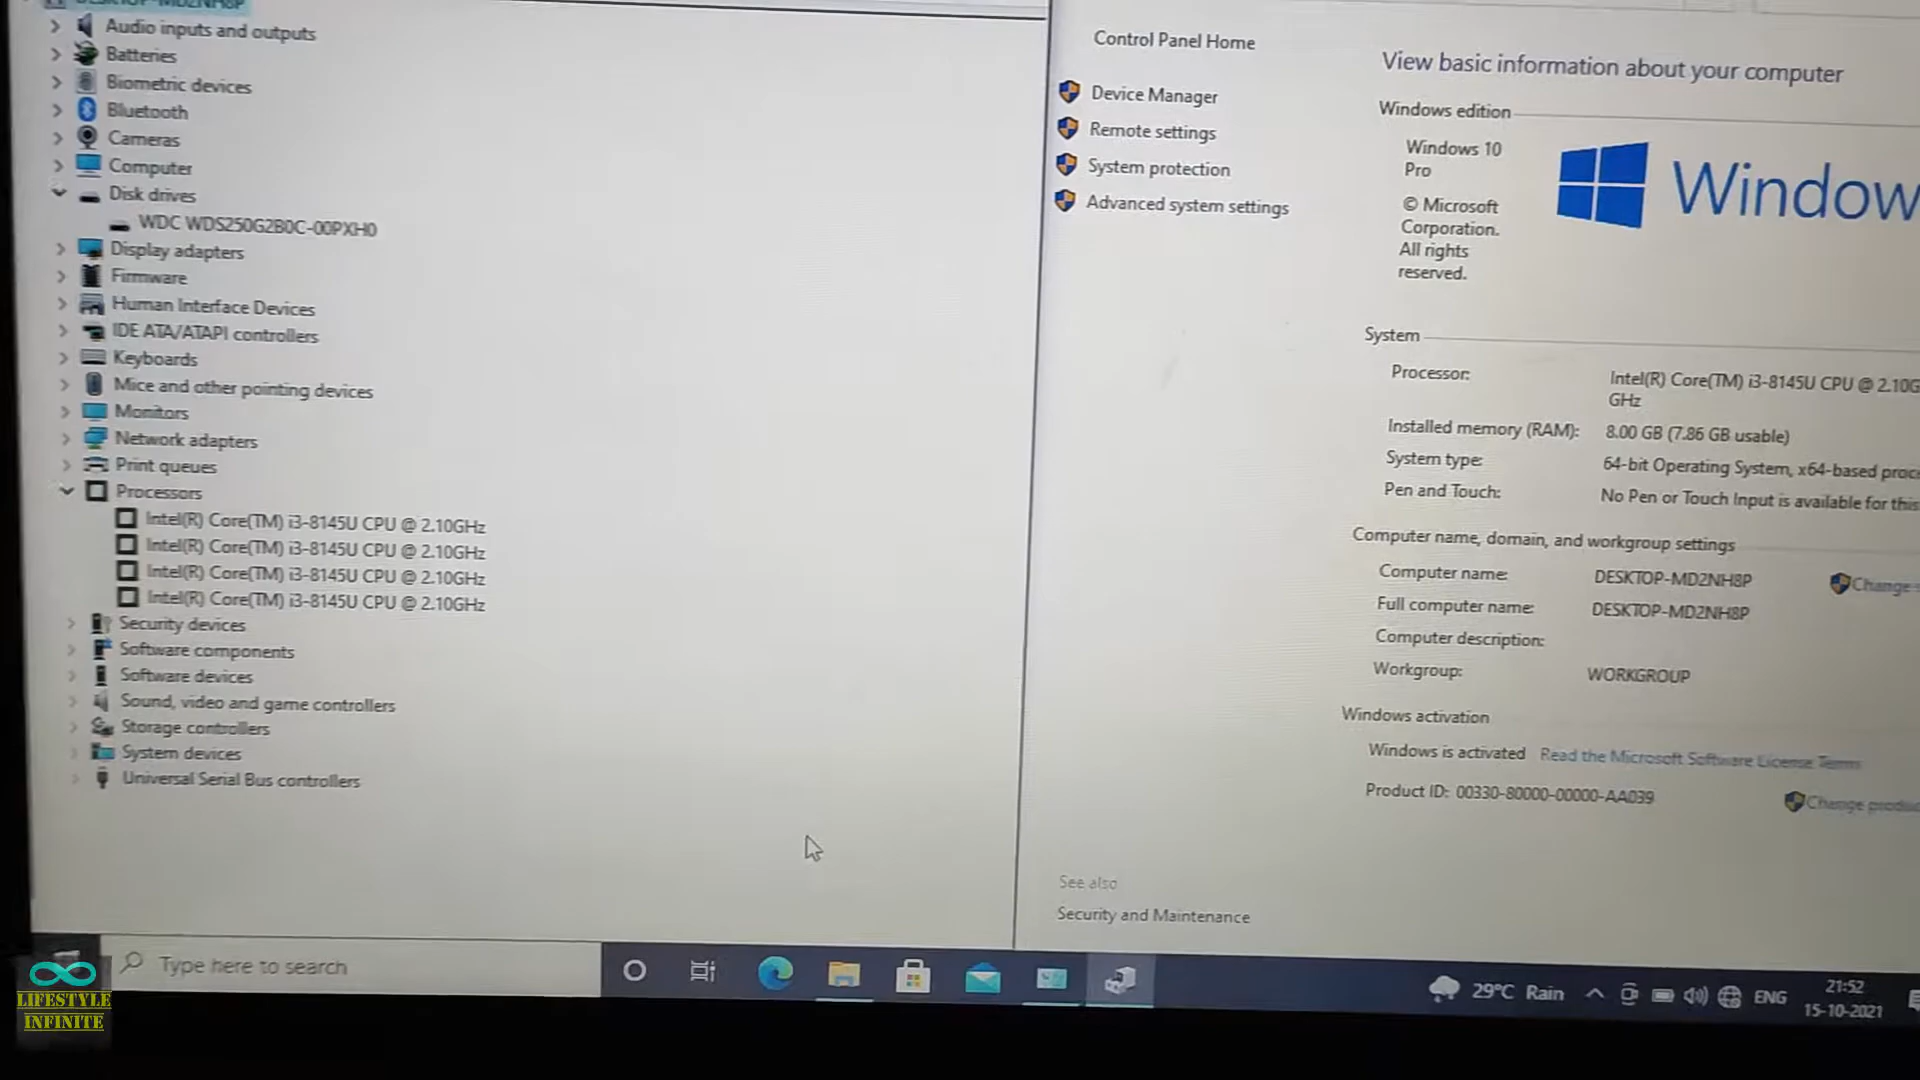 DESKTOP-MD2NH8P
Audio inputs and outputs
Batteries
Biometric devices
Bluetooth
Cameras
Computer
Disk drives
WDC WDS250G2B0C-00PXH0
Display adapters
Firmware
Human Interface Devices
IDE ATA/ATAPI controllers
Keyboards
Mice and other pointing devices
Monitors
Network adapters
Print queues
Processors
Intel(R) Core(TM) i3-8145U CPU @ 2.10GHz
Intel(R) Core(TM) i3-8145U CPU @ 2.10GHz
Intel(R) Core(TM) i3-8145U CPU @ 2.10GHz
Intel(R) Core(TM) i3-8145U CPU @ 2.10GHz
Security devices
Software components
Software devices
Sound, video and game controllers
Storage controllers
System devices
Universal Serial Bus controllers
Control Panel Home
Device Manager
Remote settings
System protection
Advanced system settings
See also
Security and Maintenance
View basic information about your computer
Windows edition
Windows 10
Pro
© Microsoft
Corporation.
All rights
reserved.
Window
System
Processor: Intel(R) Core(TM) i3-8145U CPU @ 2.10G
GHz
Installed memory (RAM): 8.00 GB (7.86 GB usable)
System type: 64-bit Operating System, x64-based proc
Pen and Touch: No Pen or Touch Input is available for this
Computer name, domain, and workgroup settings
Computer name: DESKTOP-MD2NH8P Change
Full computer name: DESKTOP-MD2NH8P
Computer description:
Workgroup: WORKGROUP
Windows activation
Windows is activated Read the Microsoft Software License Terms
Product ID: 00330-80000-00000-AA039 Change produc
Type here to search
29°C Rain ENG 21:52
15-10-2021
LIFESTYLE
INFINITE